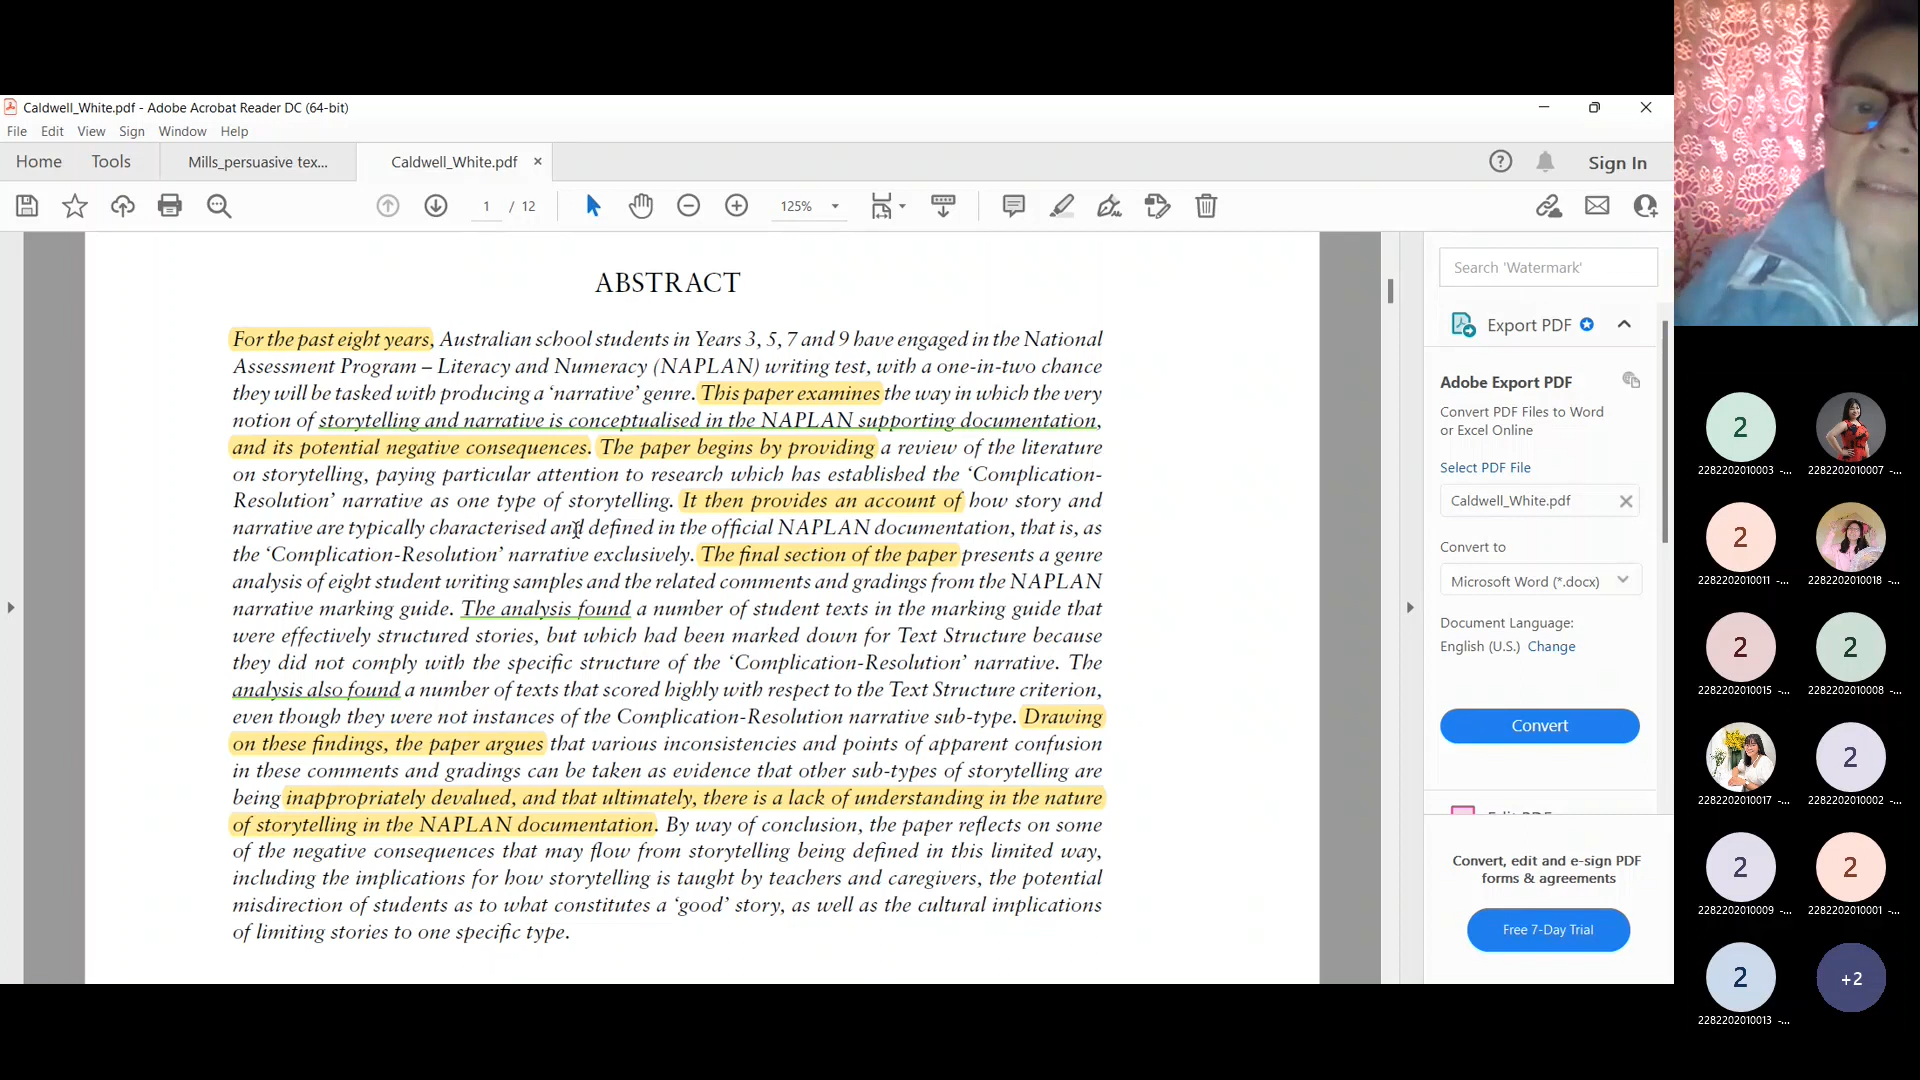 Caldwell_White.pdf - Adobe Acrobat Reader DC (64-bit)
File Edit View Sign Window Help
Home Tools Mills_persuasive tex... Caldwell_White.pdf × Sign In
1 / 12 125%
ABSTRACT
For the past eight years, Australian school students in Years 3, 5, 7 and 9 have engaged in the National
Assessment Program – Literacy and Numeracy (NAPLAN) writing test, with a one-in-two chance
they will be tasked with producing a ‘narrative’ genre. This paper examines the way in which the very
notion of storytelling and narrative is conceptualised in the NAPLAN supporting documentation,
and its potential negative consequences. The paper begins by providing a review of the literature
on storytelling, paying particular attention to research which has established the ‘Complication-
Resolution’ narrative as one type of storytelling. It then provides an account of how story and
narrative are typically characterised and defined in the official NAPLAN documentation, that is, as
the ‘Complication-Resolution’ narrative exclusively. The final section of the paper presents a genre
analysis of eight student writing samples and the related comments and gradings from the NAPLAN
narrative marking guide. The analysis found a number of student texts in the marking guide that
were effectively structured stories, but which had been marked down for Text Structure because
they did not comply with the specific structure of the ‘Complication-Resolution’ narrative. The
analysis also found a number of texts that scored highly with respect to the Text Structure criterion,
even though they were not instances of the Complication-Resolution narrative sub-type. Drawing
on these findings, the paper argues that various inconsistencies and points of apparent confusion
in these comments and gradings can be taken as evidence that other sub-types of storytelling are
being inappropriately devalued, and that ultimately, there is a lack of understanding in the nature
of storytelling in the NAPLAN documentation. By way of conclusion, the paper reflects on some
of the negative consequences that may flow from storytelling being defined in this limited way,
including the implications for how storytelling is taught by teachers and caregivers, the potential
misdirection of students as to what constitutes a ‘good’ story, as well as the cultural implications
of limiting stories to one specific type.
Search 'Watermark'
Export PDF
Adobe Export PDF
Convert PDF Files to Word
or Excel Online
Select PDF File
Caldwell_White.pdf
Convert to
Microsoft Word (*.docx)
Document Language:
English (U.S.) Change
Convert
Convert, edit and e-sign PDF
forms & agreements
Free 7-Day Trial
2
2282202010003 -... 2282202010007 -...
2
2282202010011 -... 2282202010018 -...
2 2
2282202010015 -... 2282202010008 -...
2
2282202010017 -... 2282202010002 -...
2 2
2282202010009 -... 2282202010001 -...
2 +2
2282202010013 -...